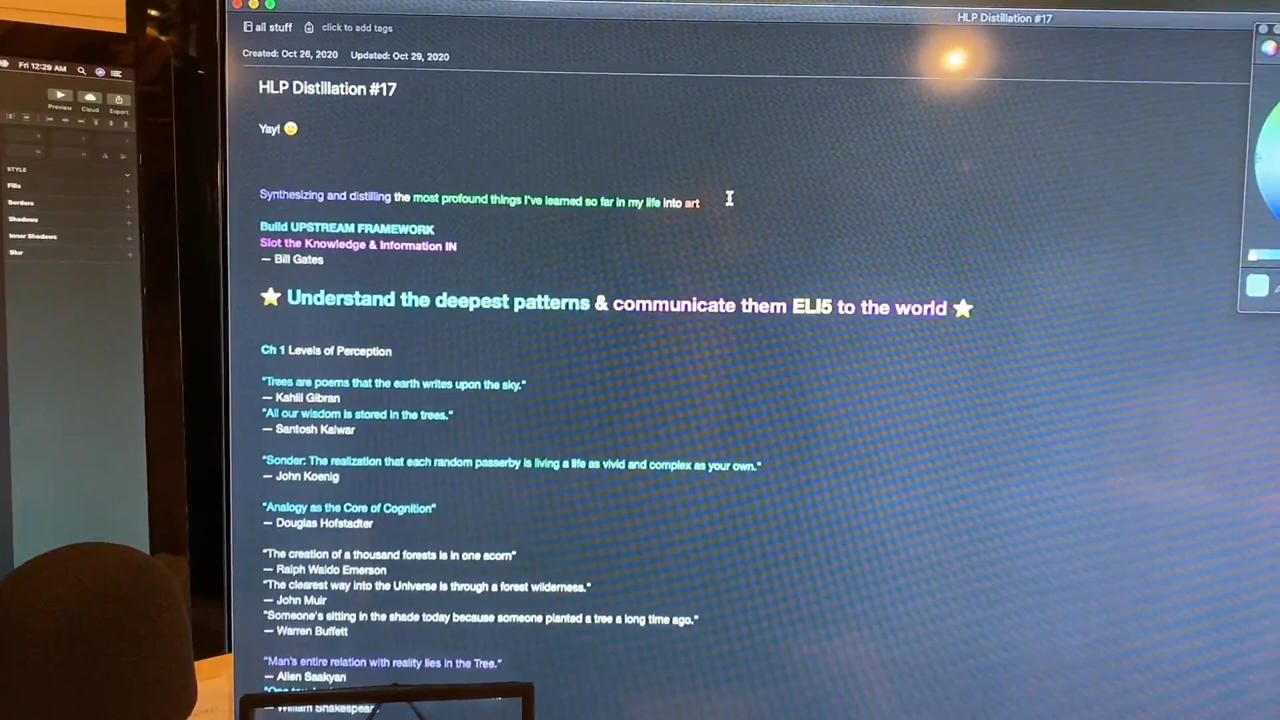 Fri 12:29 AM
Preview Cloud Export
STYLE
Fills
Borders
Shadows
Inner Shadows
Blur
HLP Distillation #17
all stuff click to add tags
Created: Oct 26, 2020 Updated: Oct 29, 2020
HLP Distillation #17
Yay! 🙂
Synthesizing and distilling the most profound things I've learned so far in my life into art
Build UPSTREAM FRAMEWORK
Slot the Knowledge & Information IN
— Bill Gates
⭐ Understand the deepest patterns & communicate them ELI5 to the world ⭐
Ch 1 Levels of Perception
"Trees are poems that the earth writes upon the sky."
— Kahlil Gibran
"All our wisdom is stored in the trees."
— Santosh Kalwar
"Sonder: The realization that each random passerby is living a life as vivid and complex as your own."
— John Koenig
"Analogy as the Core of Cognition"
— Douglas Hofstadter
"The creation of a thousand forests is in one acorn"
— Ralph Waldo Emerson
"The clearest way into the Universe is through a forest wilderness."
— John Muir
"Someone's sitting in the shade today because someone planted a tree a long time ago."
— Warren Buffett
"Man's entire relation with reality lies in the Tree."
— Allen Saakyan
— William Shakespear